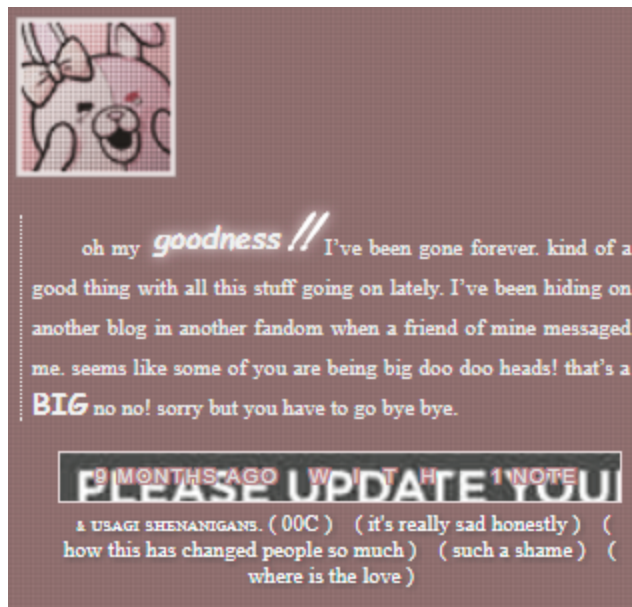 oh my goodness!! I've been gone forever. kind of a
good thing with all this stuff going on lately. I've been hiding on
another blog in another fandom when a friend of mine messaged
me. seems like some of you are being big doo doo heads! that's a
BIG no no! sorry but you have to go bye bye.
PLEASE UPDATE YOUR
9 MONTHS AGO W I T H 1 NOTE
& USAGI SHENANIGANS. ( OOC ) ( it's really sad honestly ) (
how this has changed people so much ) ( such a shame ) (
where is the love )